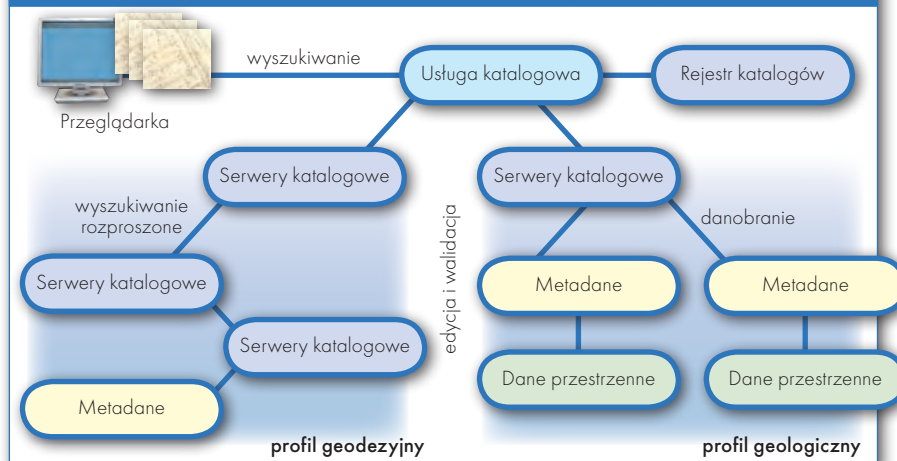 wyszukiwanie
Usługa katalogowa
Rejestr katalogów
Przeglądarka
Serwery katalogowe
Serwery katalogowe
wyszukiwanie
rozproszone
danobranie
edycja i walidacja
Serwery katalogowe
Metadane
Metadane
Serwery katalogowe
Dane przestrzenne
Dane przestrzenne
Metadane
profil geodezyjny
profil geologiczny